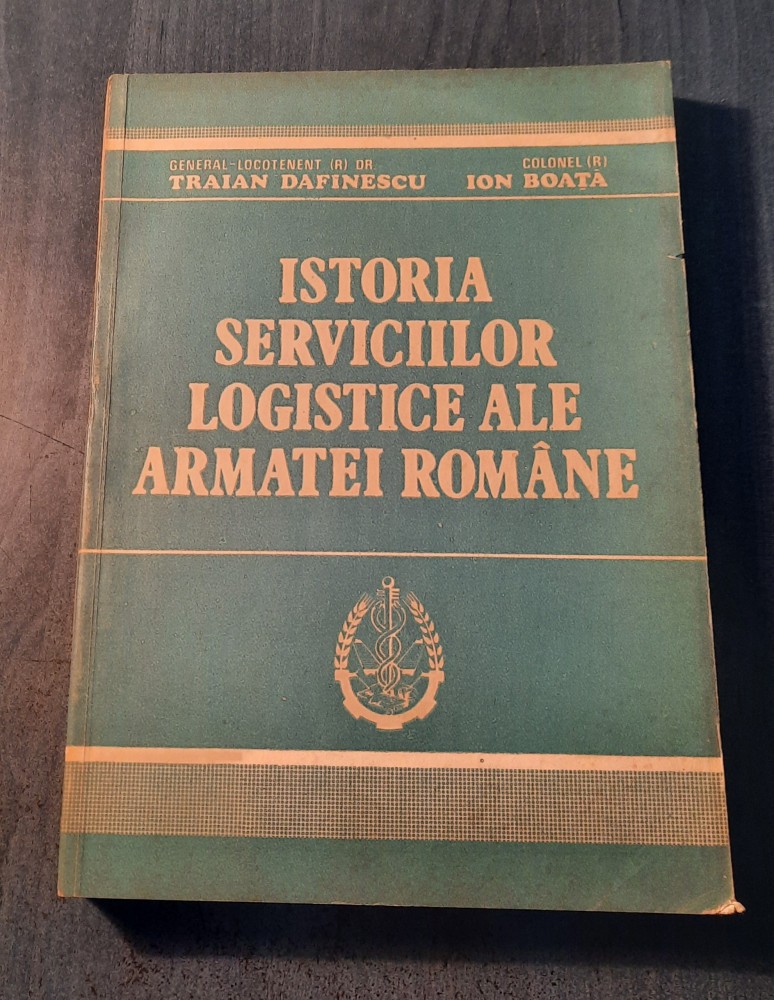 GENERAL-LOCOTENENT (R) DR. COLONEL (R)
TRAIAN DAFINESCU ION BOAȚĂ
ISTORIA
SERVICIILOR
LOGISTICE ALE
ARMATEI ROMÂNE